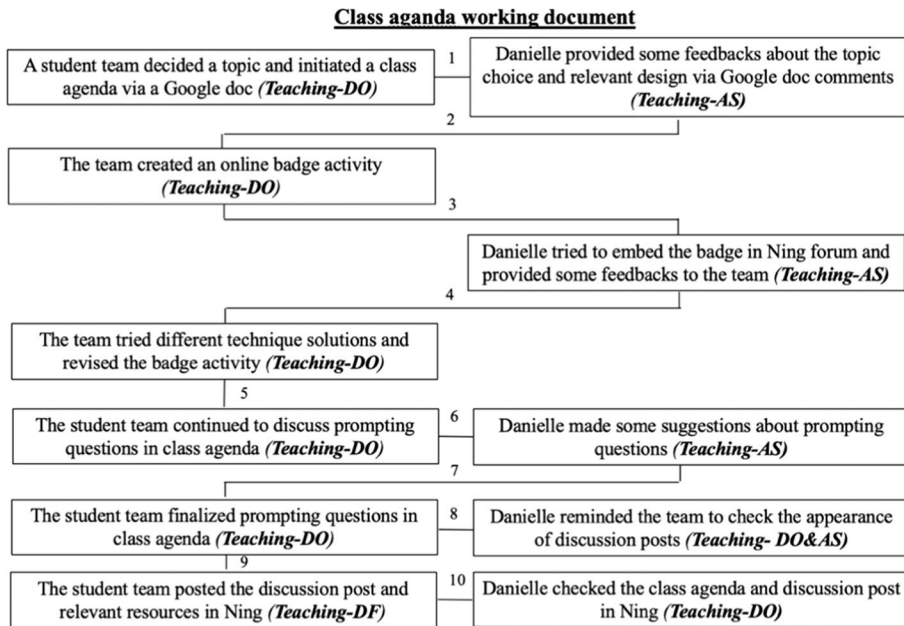 Class aganda working document
A student team decided a topic and initiated a class
agenda via a Google doc (Teaching-DO)
1
Danielle provided some feedbacks about the topic
choice and relevant design via Google doc comments
(Teaching-AS)
2
The team created an online badge activity
(Teaching-DO)
3
Danielle tried to embed the badge in Ning forum and
provided some feedbacks to the team (Teaching-AS)
4
The team tried different technique solutions and
revised the badge activity (Teaching-DO)
5
The student team continued to discuss prompting
questions in class agenda (Teaching-DO)
6
Danielle made some suggestions about prompting
questions (Teaching-AS)
7
The student team finalized prompting questions in
class agenda (Teaching-DO)
8
Danielle reminded the team to check the appearance
of discussion posts (Teaching- DO&AS)
9
The student team posted the discussion post and
relevant resources in Ning (Teaching-DF)
10
Danielle checked the class agenda and discussion post
in Ning (Teaching-DO)